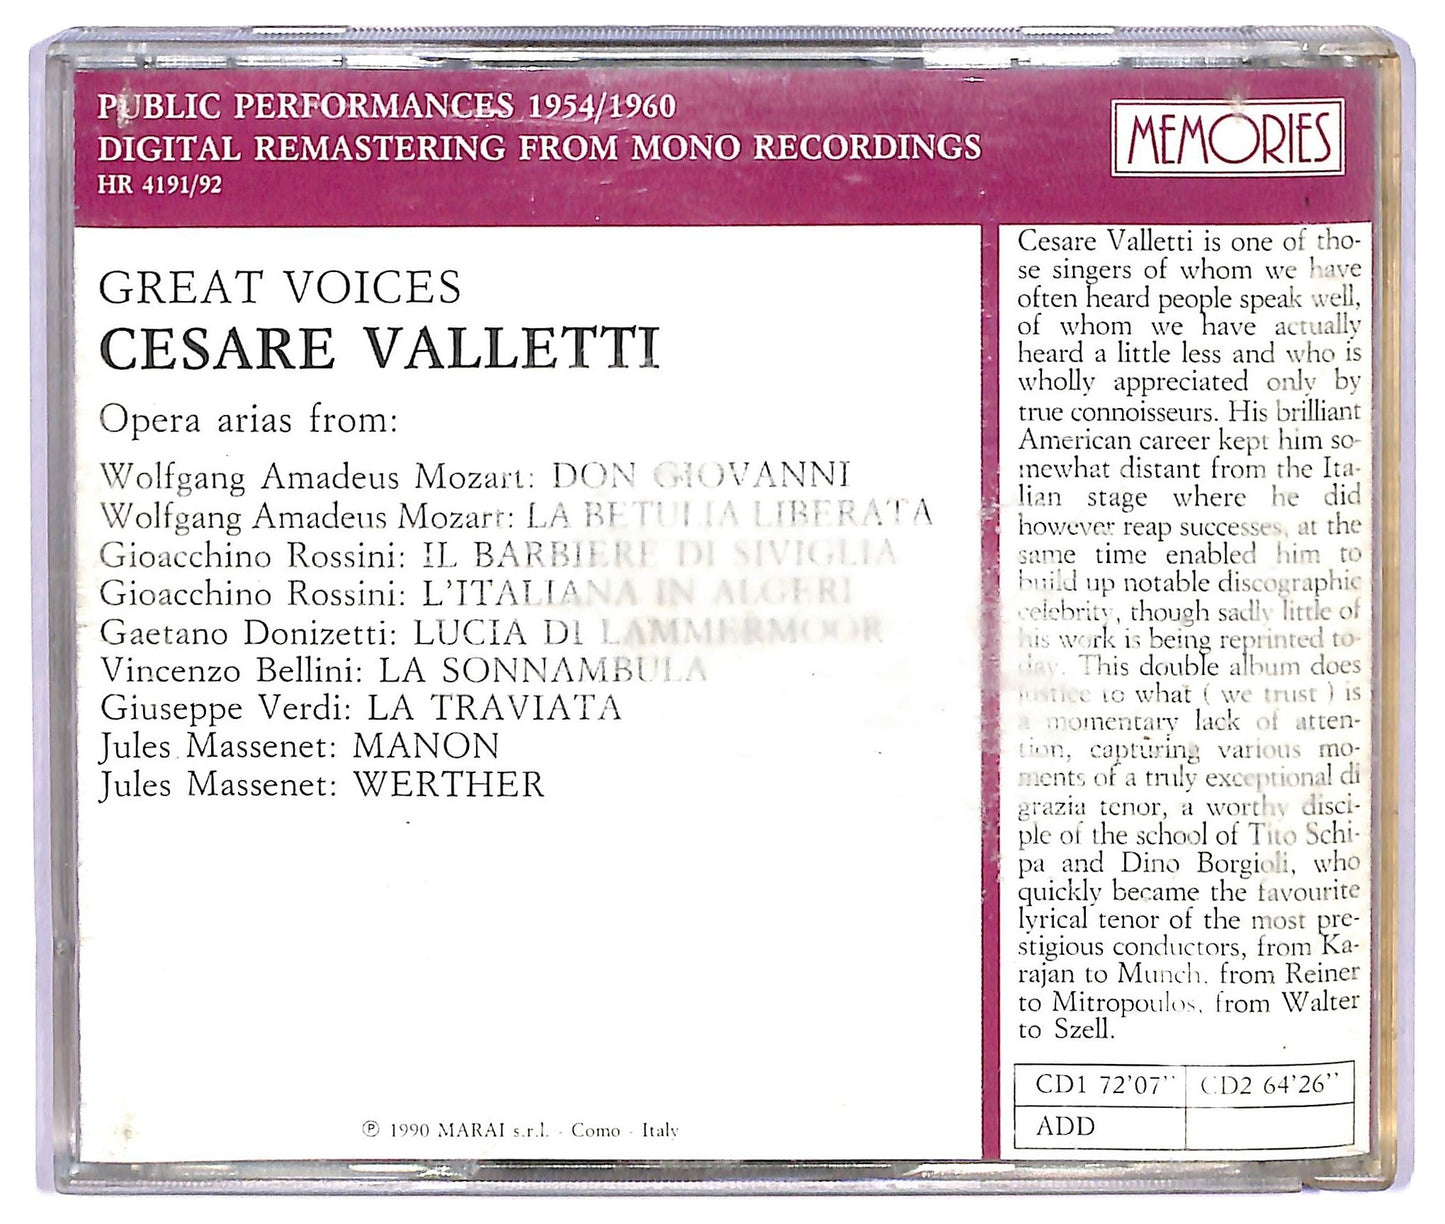 PUBLIC PERFORMANCES 1954/1960
DIGITAL REMASTERING FROM MONO RECORDINGS
HR 4191/92
MEMORIES
GREAT VOICES
CESARE VALLETTI
Opera arias from:
Wolfgang Amadeus Mozart: DON GIOVANNI
Wolfgang Amadeus Mozart: LA BETULIA LIBERATA
Gioacchino Rossini: IL BARBIERE DI SIVIGLIA
Gioacchino Rossini: L'ITALIANA IN ALGERI
Gaetano Donizetti: LUCIA DI LAMMERMOOR
Vincenzo Bellini: LA SONNAMBULA
Giuseppe Verdi: LA TRAVIATA
Jules Massenet: MANON
Jules Massenet: WERTHER
℗ 1990 MARAI s.r.l. - Como - Italy
Cesare Valletti is one of tho-
se singers of whom we have
often heard people speak well,
of whom we have actually
heard a little less and who is
wholly appreciated only by
true connoisseurs. His brilliant
American career kept him so-
mewhat distant from the Ita-
lian stage where he did
however reap successes, at the
same time enabled him to
build up notable discographic
celebrity, though sadly little of
his work is being reprinted to-
day. This double album does
justice to what ( we trust ) is
a momentary lack of atten-
tion, capturing various mo-
ments of a truly exceptional di
grazia tenor, a worthy disci-
ple of the school of Tito Schi-
pa and Dino Borgioli, who
quickly became the favourite
lyrical tenor of the most pre-
stigious conductors, from Ka-
rajan to Munch, from Reiner
to Mitropoulos, from Walter
to Szell.
CD1 72'07" CD2 64'26"
ADD